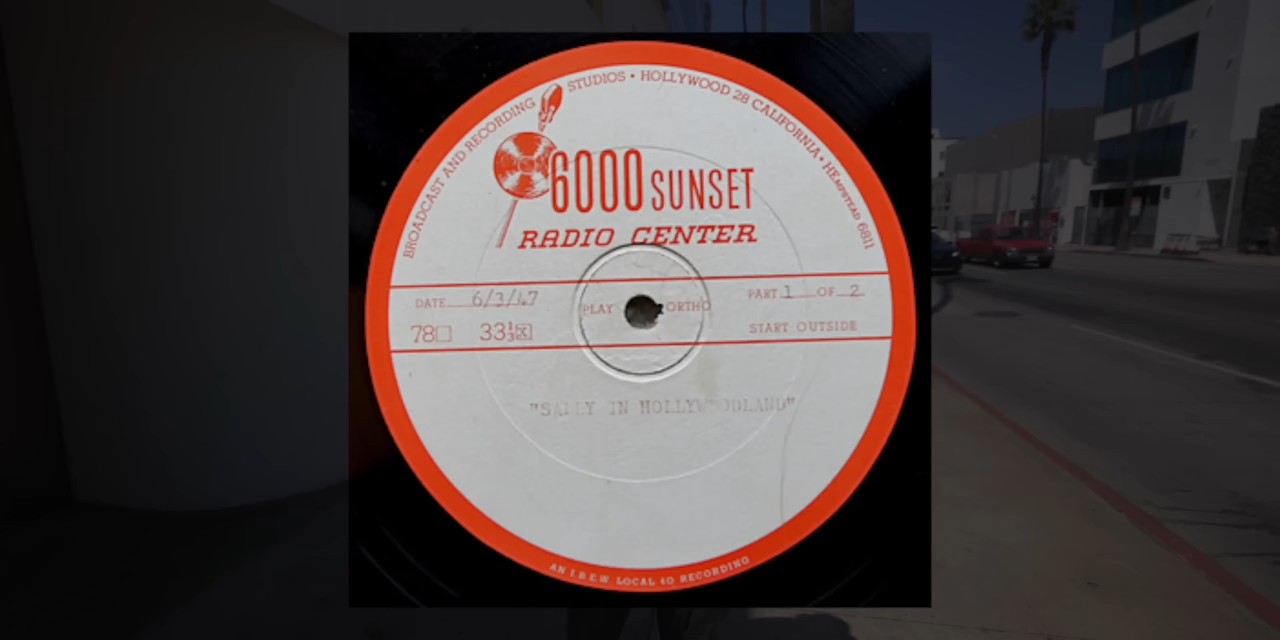 BROADCAST AND RECORDING STUDIOS • HOLLYWOOD 28 CALIFORNIA • HEMPSTEAD 6811
6000 SUNSET
RADIO CENTER
DATE 6/3/47 PLAY ORTHO PART 1 OF 2
78 33⅓ X START OUTSIDE
"SALLY IN HOLLYWOODLAND"
AN I.B.E.W LOCAL 40 RECORDING